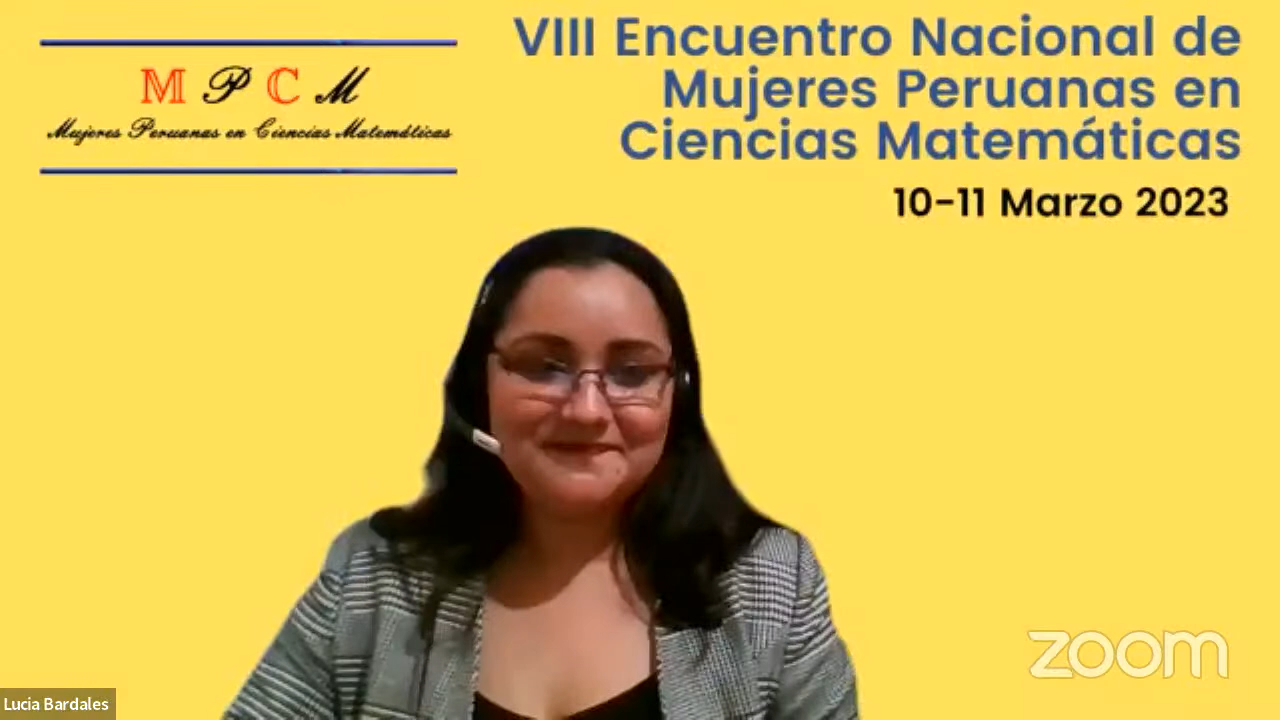 M P C M
Mujeres Peruanas en Ciencias Matemáticas
VIII Encuentro Nacional de
Mujeres Peruanas en
Ciencias Matemáticas
10-11 Marzo 2023
zoom
Lucia Bardales